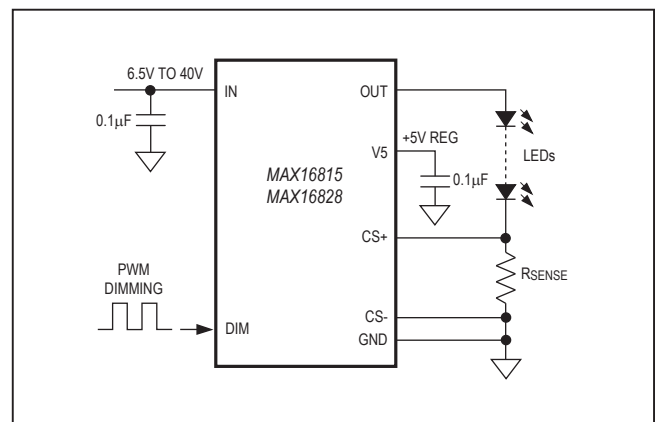 6.5V TO 40V
IN
OUT
0.1µF
+5V REG
V5
LEDs
0.1µF
MAX16815
MAX16828
CS+
RSENSE
PWM
DIMMING
DIM
CS-
GND